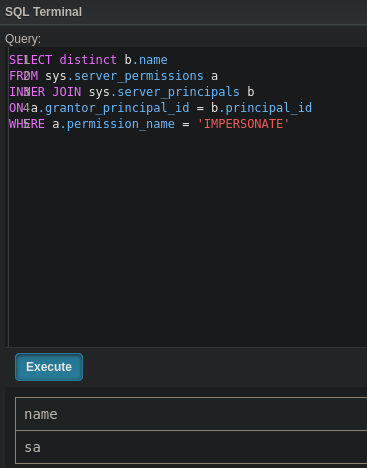 SQL Terminal
Query:
SELECT distinct b.name
FROM sys.server_permissions a
INNER JOIN sys.server_principals b
ON a.grantor_principal_id = b.principal_id
WHERE a.permission_name = 'IMPERSONATE'
Execute
name
sa